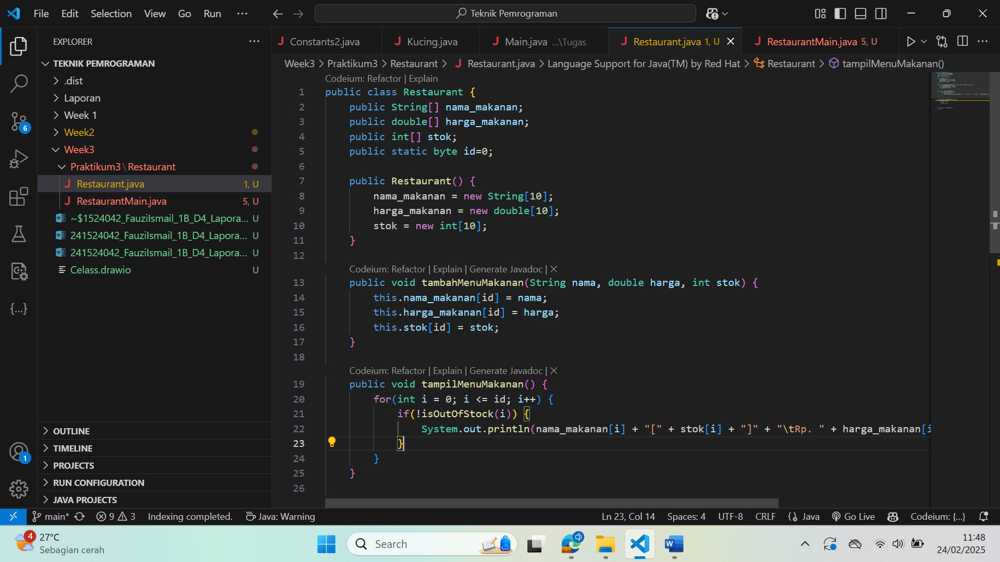 File Edit Selection View Go Run ··· Teknik Pemrograman
EXPLORER ···
TEKNIK PEMROGRAMAN
.dist
Laporan
Week 1
Week2
Week3
Praktikum3\Restaurant
J Restaurant.java 1, U
J RestaurantMain.java 5, U
~$1524042_FauziIsmail_1B_D4_Lapora... U
241524042_FauziIsmail_1B_D4_Lapora... U
241524042_FauziIsmail_1B_D4_Lapora... U
Celass.drawio U
OUTLINE
TIMELINE
PROJECTS
RUN CONFIGURATION
JAVA PROJECTS
6
1
J Constants2.java J Kucing.java J Main.java ...\Tugas J Restaurant.java 1, U J RestaurantMain.java 5, U
Week3 > Praktikum3 > Restaurant > J Restaurant.java > Language Support for Java(TM) by Red Hat > Restaurant > tampilMenuMakanan()
Codeium: Refactor | Explain
1 public class Restaurant {
2 public String[] nama_makanan;
3 public double[] harga_makanan;
4 public int[] stok;
5 public static byte id=0;
6
7 public Restaurant() {
8 nama_makanan = new String[10];
9 harga_makanan = new double[10];
10 stok = new int[10];
11 }
12
Codeium: Refactor | Explain | Generate Javadoc | ×
13 public void tambahMenuMakanan(String nama, double harga, int stok) {
14 this.nama_makanan[id] = nama;
15 this.harga_makanan[id] = harga;
16 this.stok[id] = stok;
17 }
18
Codeium: Refactor | Explain | Generate Javadoc | ×
19 public void tampilMenuMakanan() {
20 for(int i = 0; i <= id; i++) {
21 if(!isOutOfStock(i)) {
22 System.out.println(nama_makanan[i] + "[" + stok[i] + "]" + "\tRp. " + harga_makanan[i
23 }
24 }
25 }
26
main* 9 3 Indexing completed. Java: Warning Ln 23, Col 14 Spaces: 4 UTF-8 CRLF {} Java Go Live Codeium: {...}
4 27°C
Sebagian cerah
Search
11:48
24/02/2025